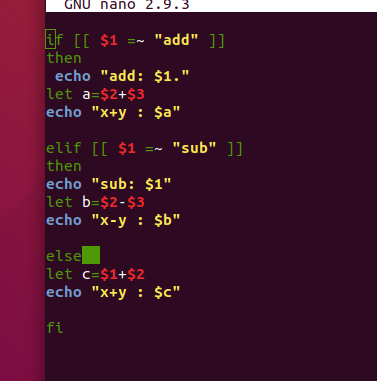 GNU nano 2.9.3
if [[ $1 =~ "add" ]]
then
 echo "add: $1."
let a=$2+$3
echo "x+y : $a"
elif [[ $1 =~ "sub" ]]
then
echo "sub: $1"
let b=$2-$3
echo "x-y : $b"
else
let c=$1+$2
echo "x+y : $c"
fi